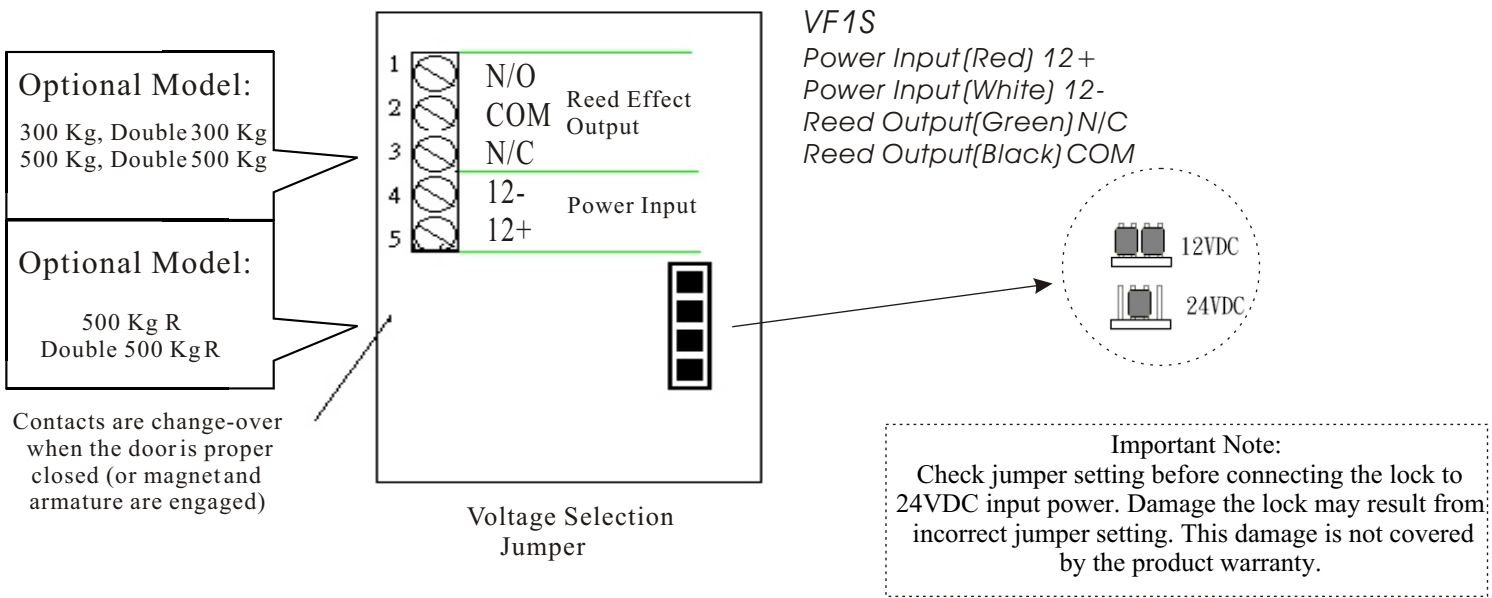 Optional Model:
300 Kg, Double 300 Kg
500 Kg, Double 500 Kg
Optional Model:
500 Kg R
Double 500 Kg R
Contacts are change-over
when the door is proper
closed (or magnet and
armature are engaged)
1 N/O
2 COM
3 N/C
Reed Effect
Output
4 12-
5 12+
Power Input
Voltage Selection
Jumper
VF1S
Power Input(Red) 12+
Power Input(White) 12-
Reed Output(Green) N/C
Reed Output(Black) COM
12VDC
24VDC
Important Note:
Check jumper setting before connecting the lock to
24VDC input power. Damage the lock may result from
incorrect jumper setting. This damage is not covered
by the product warranty.